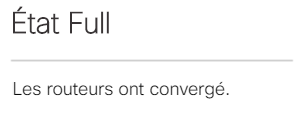 État Full
Les routeurs ont convergé.